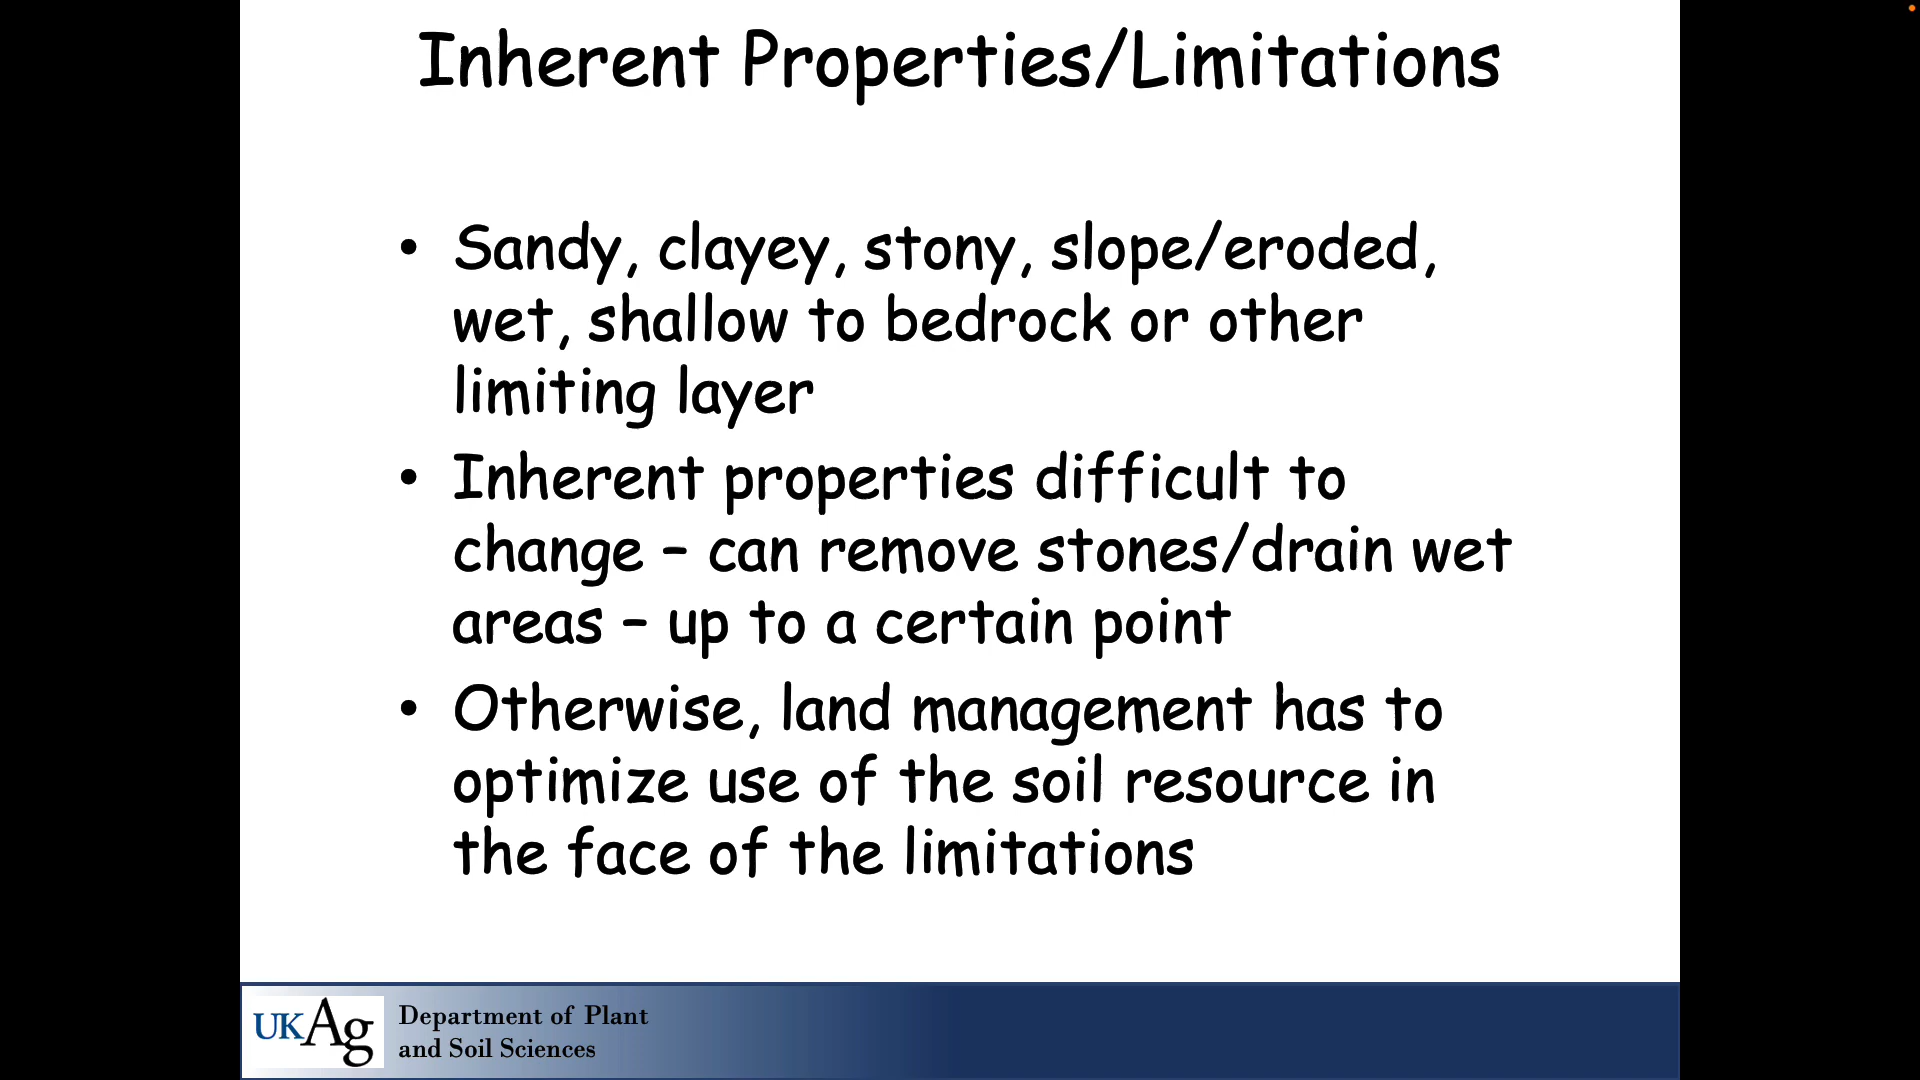 Inherent Properties/Limitations
• Sandy, clayey, stony, slope/eroded,
wet, shallow to bedrock or other
limiting layer
• Inherent properties difficult to
change – can remove stones/drain wet
areas – up to a certain point
• Otherwise, land management has to
optimize use of the soil resource in
the face of the limitations
UKAg
Department of Plant
and Soil Sciences